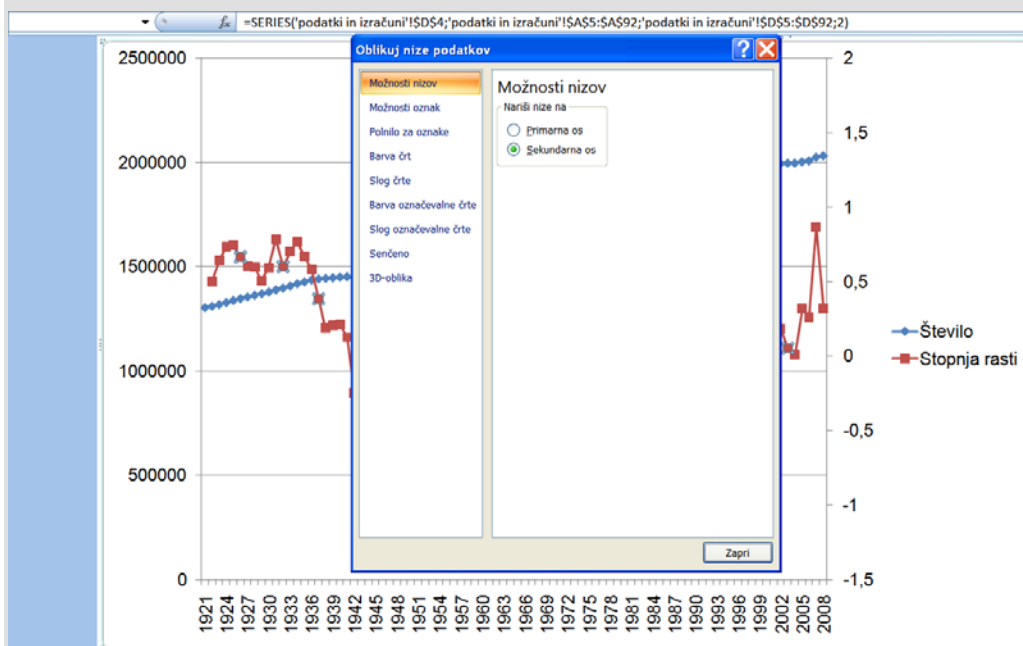 fx =SERIES('podatki in izračuni'!$D$4;'podatki in izračuni'!$A$5:$A$92;'podatki in izračuni'!$D$5:$D$92;2)
Oblikuj nize podatkov
Možnosti nizov
Možnosti oznak
Polnilo za oznake
Barva črt
Slog črte
Barva označevalne črte
Slog označevalne črte
Senčeno
3D-oblika
Možnosti nizov
Nariši nize na
Primarna os
Sekundarna os
Zapri
2500000
2000000
1500000
1000000
500000
0
2
1,5
1
0,5
0
-0,5
-1
-1,5
Število
Stopnja rasti
1921 1924 1927 1930 1933 1936 1939 1942 1945 1948 1951 1954 1957 1960 1963 1966 1969 1972 1975 1978 1981 1984 1987 1990 1993 1996 1999 2002 2005 2008